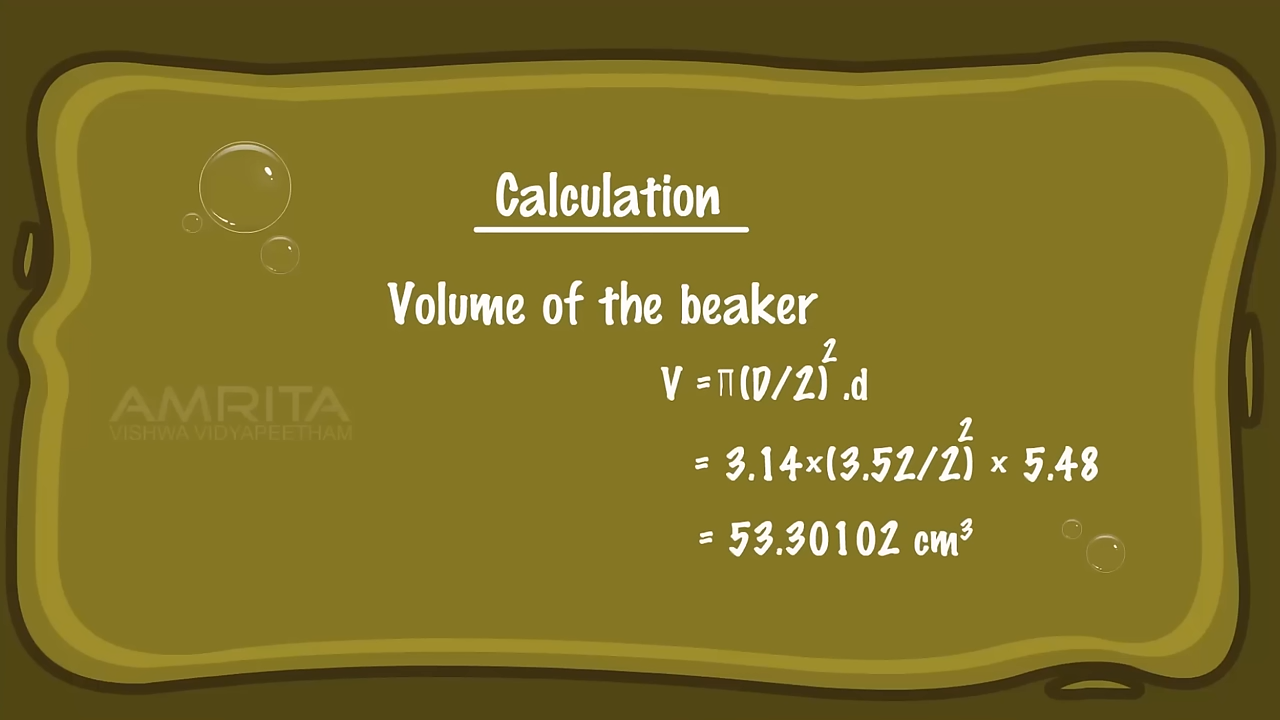 Calculation
Volume of the beaker
V = π(D/2)² .d
= 3.14×(3.52/2)² × 5.48
= 53.30102 cm³
AMRITA
VISHWA VIDYAPEETHAM